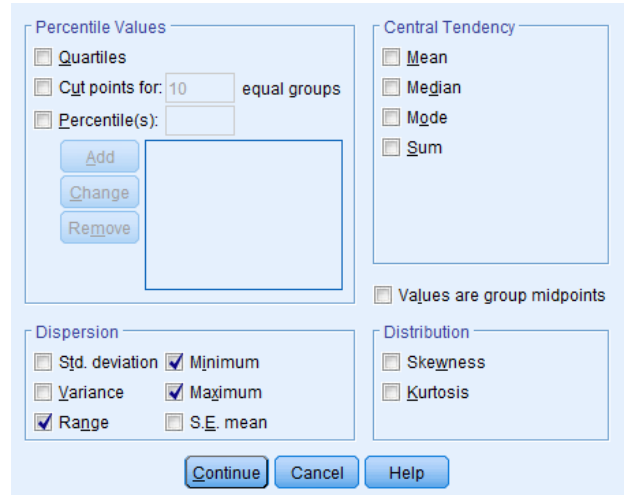 Percentile Values
Quartiles
Cut points for: 10 equal groups
Percentile(s):
Add
Change
Remove
Central Tendency
Mean
Median
Mode
Sum
Values are group midpoints
Dispersion
Std. deviation Minimum
Variance Maximum
Range S.E. mean
Distribution
Skewness
Kurtosis
Continue Cancel Help